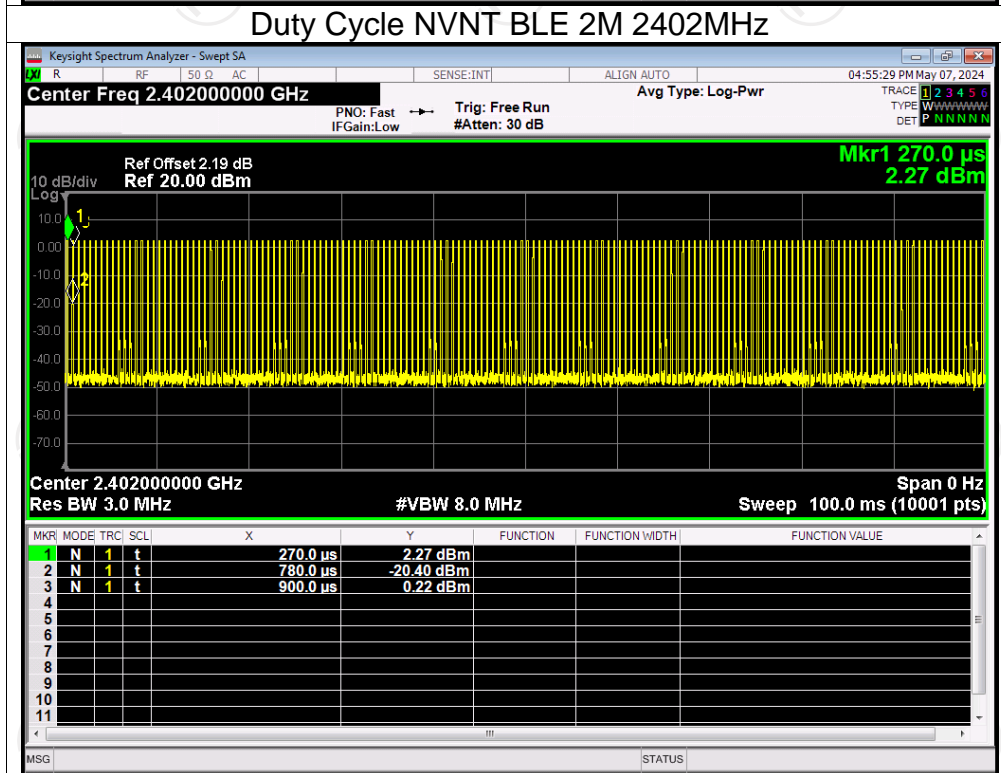 Duty Cycle NVNT BLE 2M 2402MHz
Keysight Spectrum Analyzer - Swept SA
LXI R RF 50 Ω AC SENSE:INT ALIGN AUTO 04:55:29 PM May 07, 2024
Center Freq 2.402000000 GHz Avg Type: Log-Pwr TRACE 1 2 3 4 5 6
PNO: Fast Trig: Free Run TYPE WWWWWW
IFGain:Low #Atten: 30 dB DET P N N N N N
Mkr1 270.0 µs
Ref Offset 2.19 dB
10 dB/div Ref 20.00 dBm 2.27 dBm
Log
10.0
0.00
-10.0
-20.0
-30.0
-40.0
-50.0
-60.0
-70.0
1
2
Center 2.402000000 GHz Span 0 Hz
Res BW 3.0 MHz #VBW 8.0 MHz Sweep 100.0 ms (10001 pts)
MKR MODE TRC SCL X Y FUNCTION FUNCTION WIDTH FUNCTION VALUE
1 N 1 t 270.0 µs 2.27 dBm
2 N 1 t 780.0 µs -20.40 dBm
3 N 1 t 900.0 µs 0.22 dBm
4
5
6
7
8
9
10
11
MSG STATUS